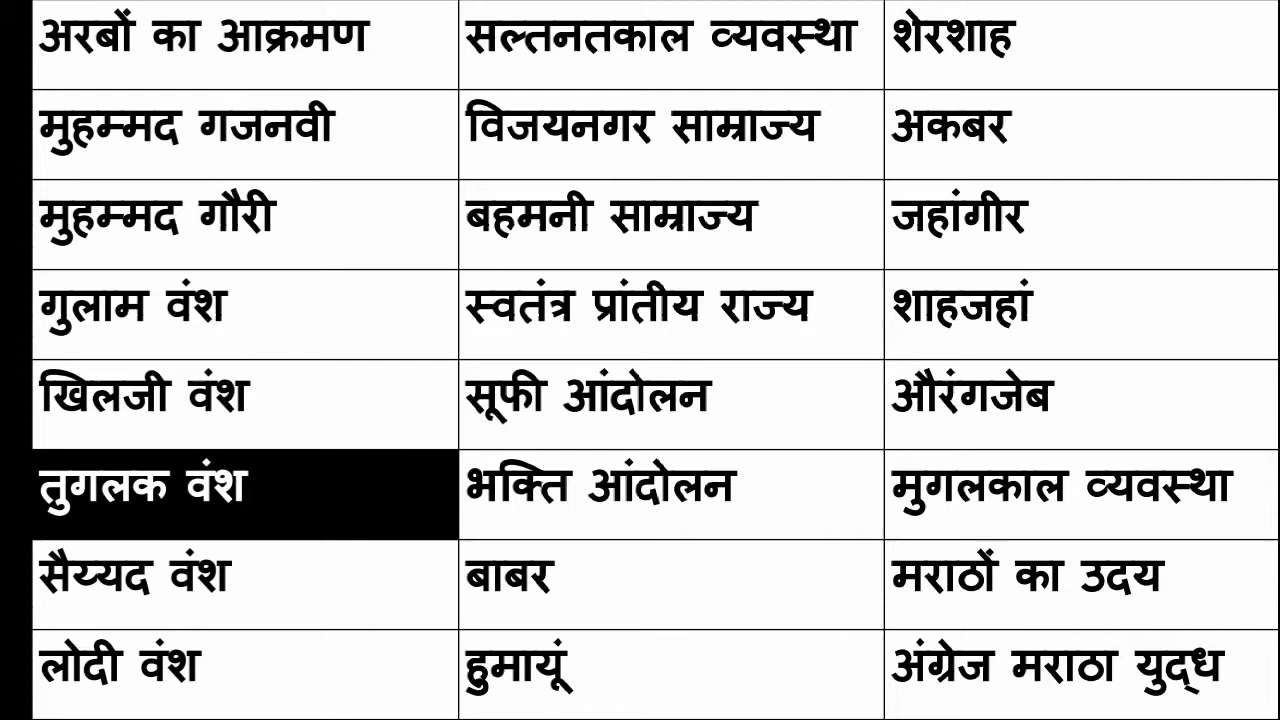 अरबों का आक्रमण सल्तनतकाल व्यवस्था शेरशाह
मुहम्मद गजनवी विजयनगर साम्राज्य अकबर
मुहम्मद गौरी बहमनी साम्राज्य जहांगीर
गुलाम वंश स्वतंत्र प्रांतीय राज्य शाहजहां
खिलजी वंश सूफी आंदोलन औरंगजेब
तुगलक वंश भक्ति आंदोलन मुगलकाल व्यवस्था
सैय्यद वंश बाबर मराठों का उदय
लोदी वंश हुमायूं अंग्रेज मराठा युद्ध